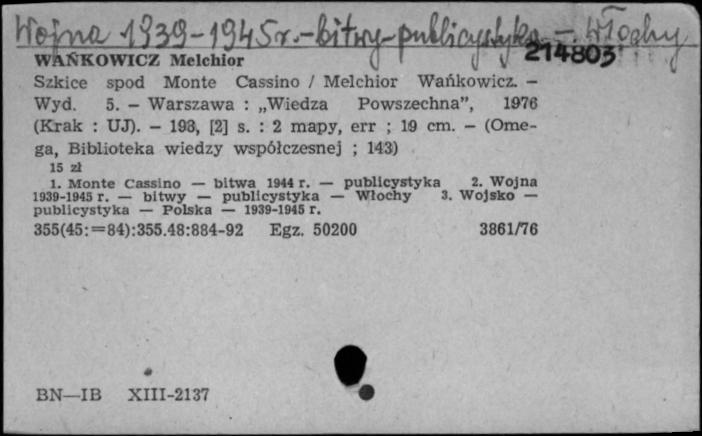 Wojna 1939-1945r.-bitwy-publicystyka - Włochy
214803
WAŃKOWICZ Melchior
Szkice spod Monte Cassino / Melchior Wańkowicz. –
Wyd. 5. – Warszawa : „Wiedza Powszechna”, 1976
(Krak : UJ). – 193, [2] s. : 2 mapy, err ; 19 cm. – (Ome-
ga, Biblioteka wiedzy współczesnej ; 143)
15 zł
1. Monte Cassino — bitwa 1944 r. — publicystyka 2. Wojna
1939-1945 r. — bitwy — publicystyka — Włochy 3. Wojsko —
publicystyka — Polska — 1939-1945 r.
355(45:=84):355.48:884-92 Egz. 50200 3861/76
BN—IB XIII-2137